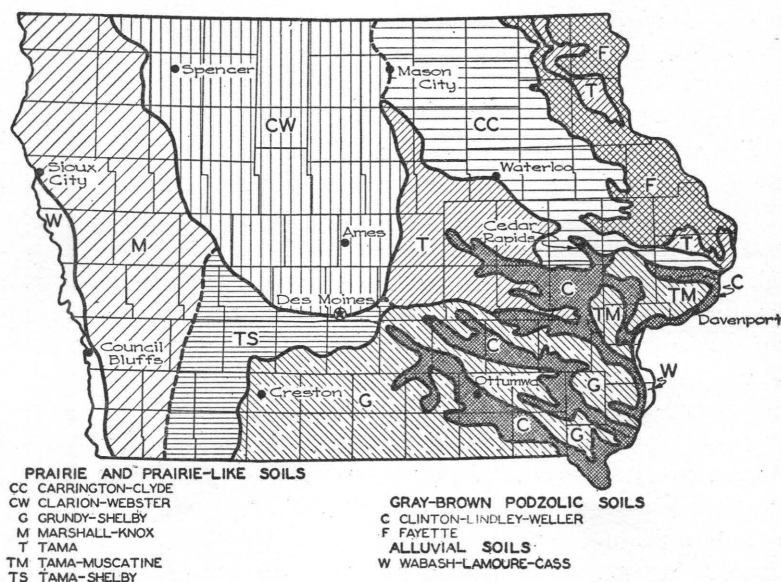 Spencer
Mason
City
F
T
CW
CC
Sioux
City
Waterloo
F
W
M
Ames
T
Cedar
Rapids
T
C
TM
C
Des Moines
TM
Davenport
TS
C
Council
Bluffs
W
Creston
Ottumwa
G
G
C
G
PRAIRIE AND PRAIRIE-LIKE SOILS
CC CARRINGTON-CLYDE
CW CLARION-WEBSTER
G GRUNDY-SHELBY
M MARSHALL-KNOX
T TAMA
TM TAMA-MUSCATINE
TS TAMA-SHELBY
GRAY-BROWN PODZOLIC SOILS
C CLINTON-LINDLEY-WELLER
F FAYETTE
ALLUVIAL SOILS
W WABASH-LAMOURE-CASS